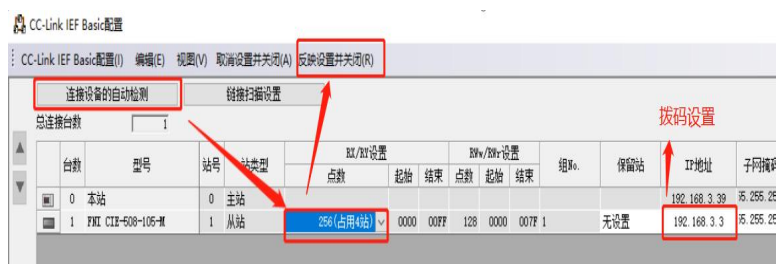 CC-Link IEF Basic配置
CC-Link IEF Basic配置(I) 编辑(E) 视图(V) 取消设置并关闭(A) 反映设置并关闭(R)
连接设备的自动检测 链接扫描设置
总连接台数 1
拨码设置
台数 型号 站号 站类型 RX/RY设置 RWw/RWr设置 组No. 保留站 IP地址 子网掩码
点数 起始 结束 点数 起始 结束
0 本站 0 主站 192.168.3.39 55.255.25
1 FNI CIE-508-105-M 1 从站 256(占用4站) 0000 00FF 128 0000 007F 1 无设置 192.168.3.3 55.255.25